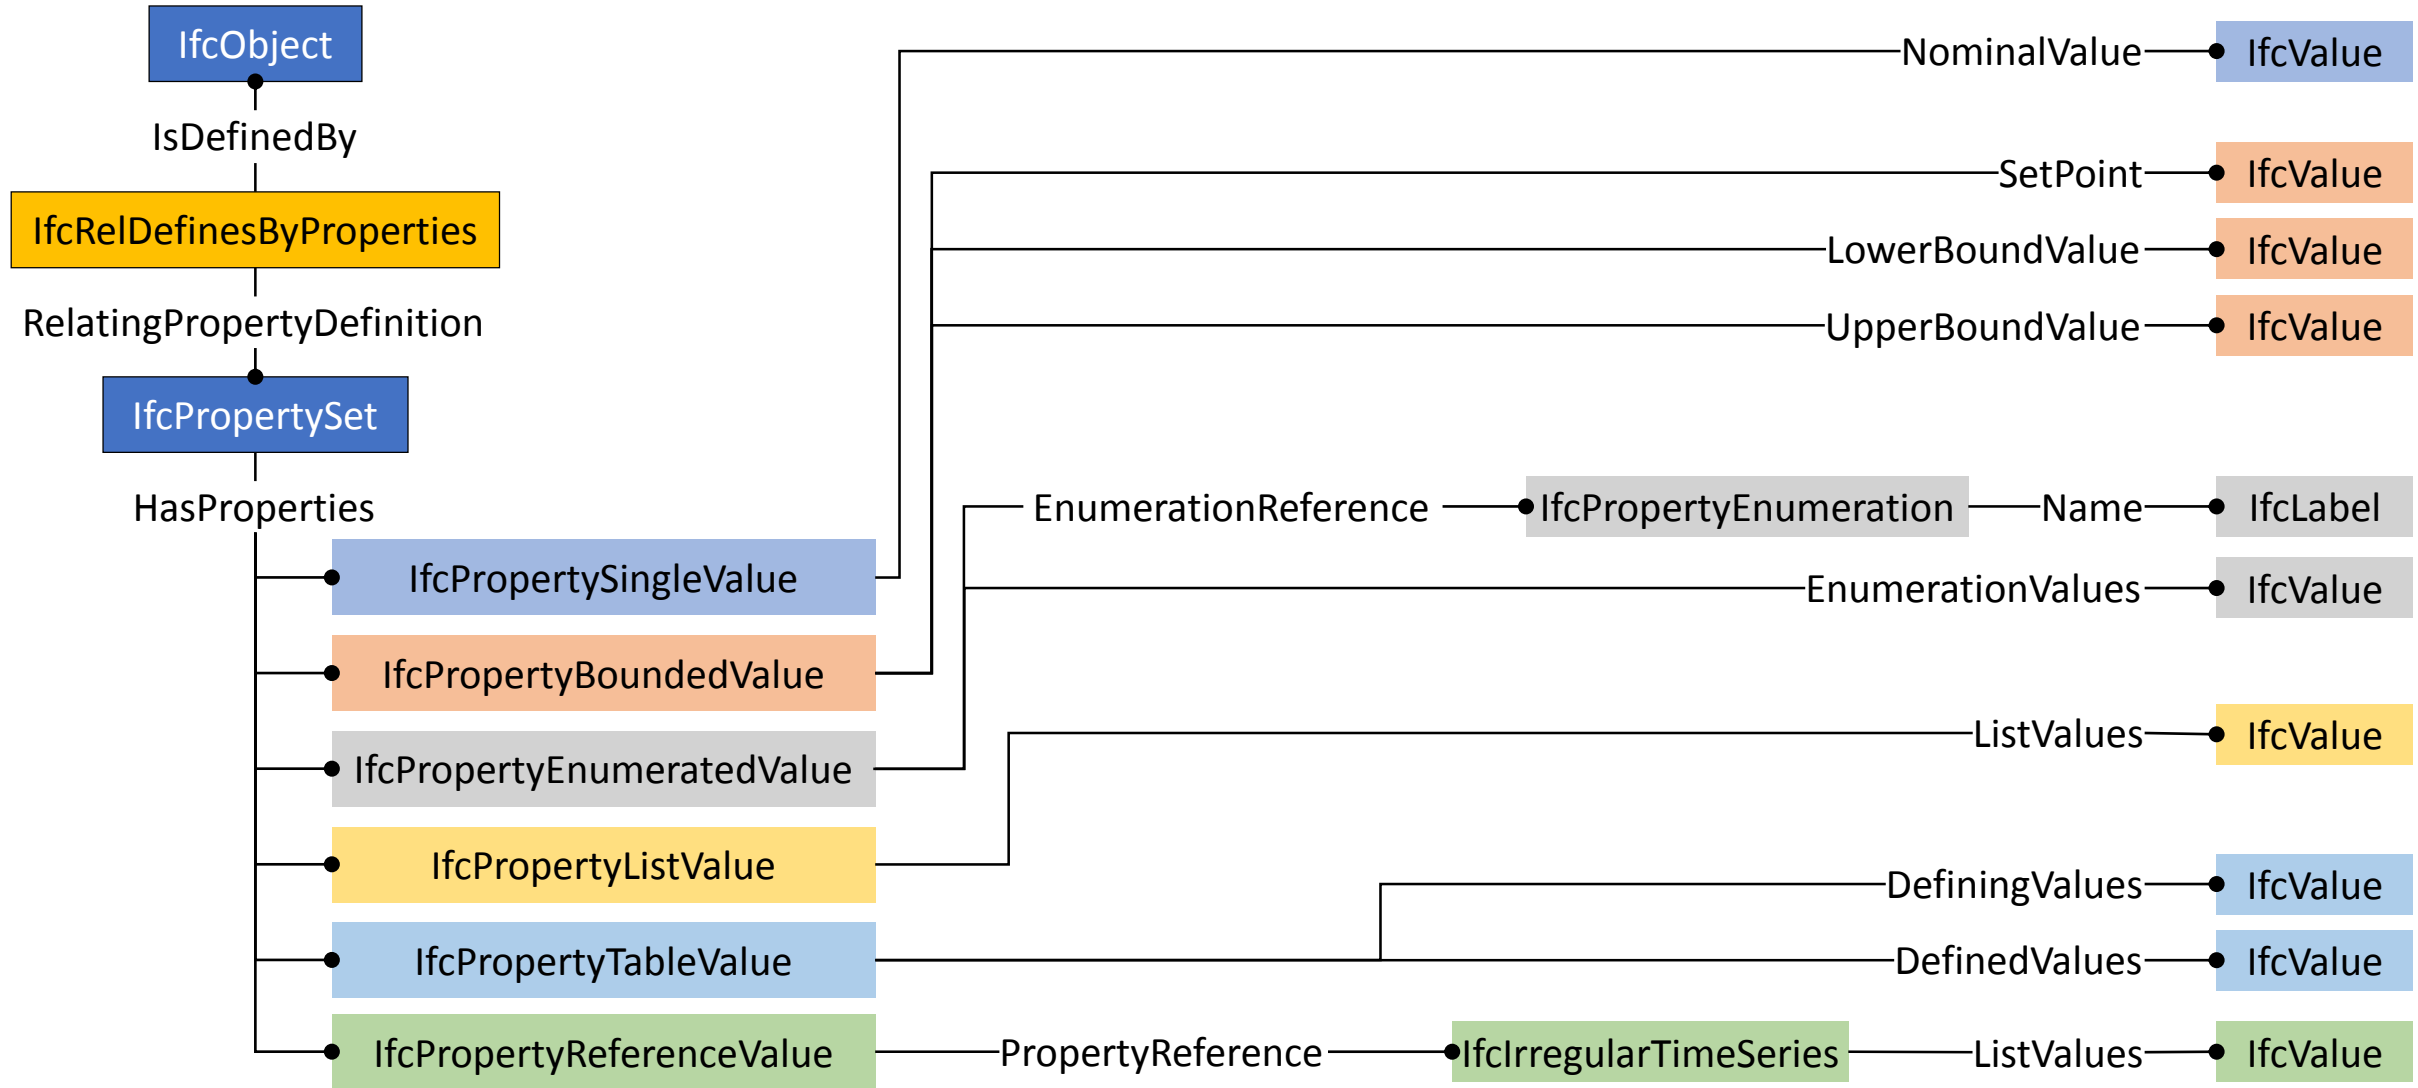 IfcObject
IsDefinedBy
IfcRelDefinesByProperties
RelatingPropertyDefinition
IfcPropertySet
HasProperties
IfcPropertySingleValue
IfcPropertyBoundedValue
IfcPropertyEnumeratedValue
IfcPropertyListValue
IfcPropertyTableValue
IfcPropertyReferenceValue
NominalValue IfcValue
SetPoint IfcValue
LowerBoundValue IfcValue
UpperBoundValue IfcValue
EnumerationReference IfcPropertyEnumeration Name IfcLabel
EnumerationValues IfcValue
ListValues IfcValue
DefiningValues IfcValue
DefinedValues IfcValue
PropertyReference IfcIrregularTimeSeries ListValues IfcValue